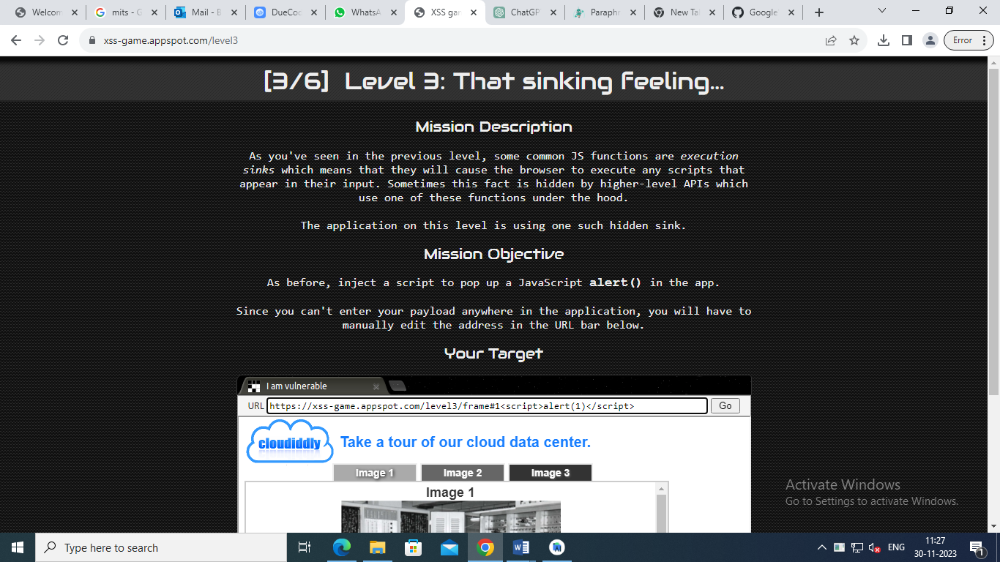 Welcom
mits - G
Mail - B
DueCod
WhatsA
XSS gar
ChatGP
Paraphr
New Tal
Google
xss-game.appspot.com/level3
Error
[3/6] Level 3: That sinking feeling...
Mission Description
As you've seen in the previous level, some common JS functions are execution
sinks which means that they will cause the browser to execute any scripts that
appear in their input. Sometimes this fact is hidden by higher-level APIs which
use one of these functions under the hood.
The application on this level is using one such hidden sink.
Mission Objective
As before, inject a script to pop up a JavaScript alert() in the app.
Since you can't enter your payload anywhere in the application, you will have to
manually edit the address in the URL bar below.
Your Target
I am vulnerable
URL https://xss-game.appspot.com/level3/frame#1<script>alert(1)</script> Go
cloudiddly Take a tour of our cloud data center.
Image 1 Image 2 Image 3
Image 1
Activate Windows
Go to Settings to activate Windows.
Type here to search
ENG
11:27
30-11-2023
1